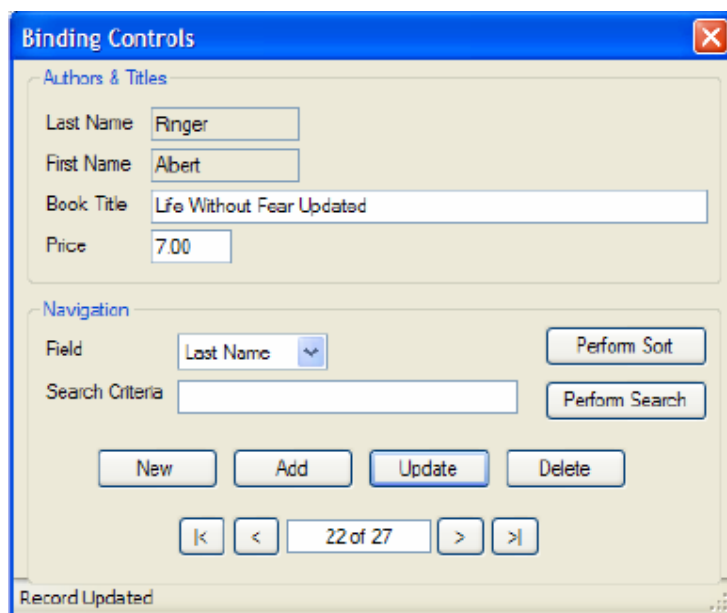 Binding Controls
Authors & Titles
Last Name Ringer
First Name Albert
Book Title Life Without Fear Updated
Price 7.00
Navigation
Field Last Name Perform Sort
Search Criteria Perform Search
New Add Update Delete
|< < 22 of 27 > >|
Record Updated